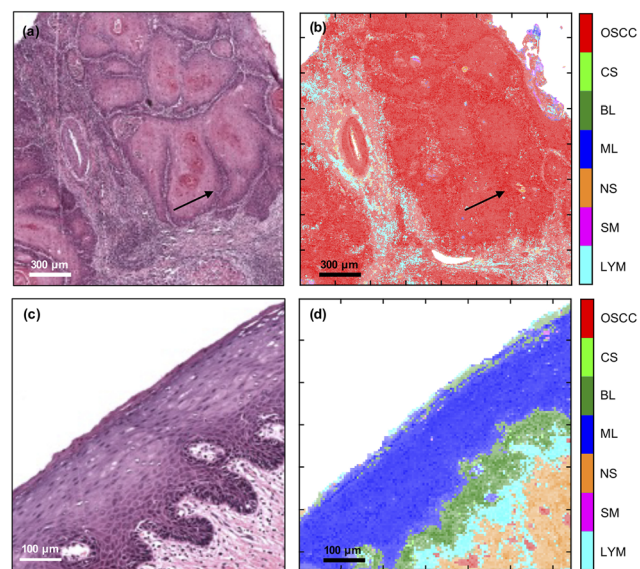 (a)
300 µm
(b)
300 µm
OSCC
CS
BL
ML
NS
SM
LYM
(c)
100 µm
(d)
100 µm
OSCC
CS
BL
ML
NS
SM
LYM